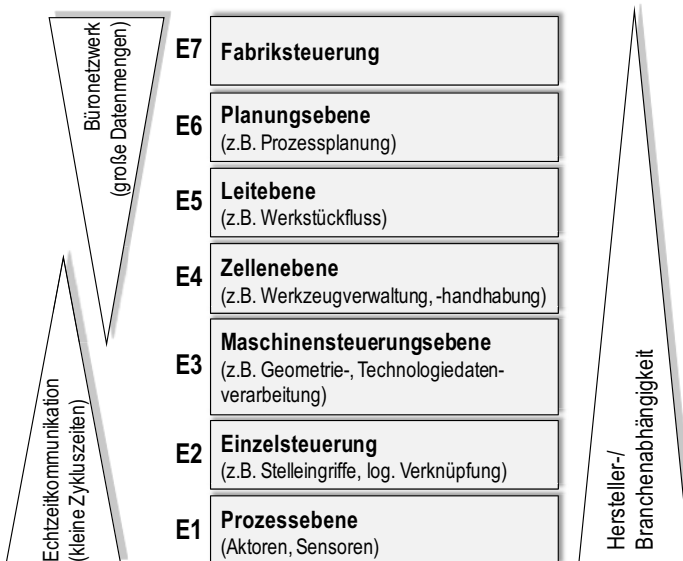 Büronetzwerk
(große Datenmengen)
E7
Fabriksteuerung
E6
Planungsebene
(z.B. Prozessplanung)
E5
Leitebene
(z.B. Werkstückfluss)
E4
Zellenebene
(z.B. Werkzeugverwaltung, -handhabung)
E3
Maschinensteuerungsebene
(z.B. Geometrie-, Technologiedaten-
verarbeitung)
E2
Einzelsteuerung
(z.B. Stelleingriffe, log. Verknüpfung)
E1
Prozessebene
(Aktoren, Sensoren)
Echtzeitkommunikation
(kleine Zykluszeiten)
Hersteller-/
Branchenabhängigkeit